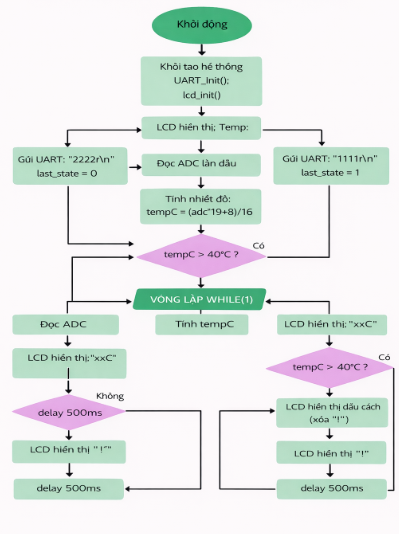 Khởi động
Khởi tao hệ thống
UART_Init();
lcd_init()
LCD hiển thị; Temp:
Gửi UART: "2222r\n"
last_state = 0
Đọc ADC lần đầu
Gửi UART: "1111r\n"
last_state = 1
Tính nhiệt độ:
tempC = (adc*19+8)/16
tempC > 40°C ?
Có
VÒNG LẶP WHILE(1)
Đọc ADC
Tính tempC
LCD hiển thị: "xxC"
LCD hiển thị;"xxC"
tempC > 40°C ?
Có
Không
delay 500ms
LCD hiển thị dấu cách
(xóa "!")
LCD hiển thị "!"
LCD hiển thị "!"
delay 500ms
delay 500ms